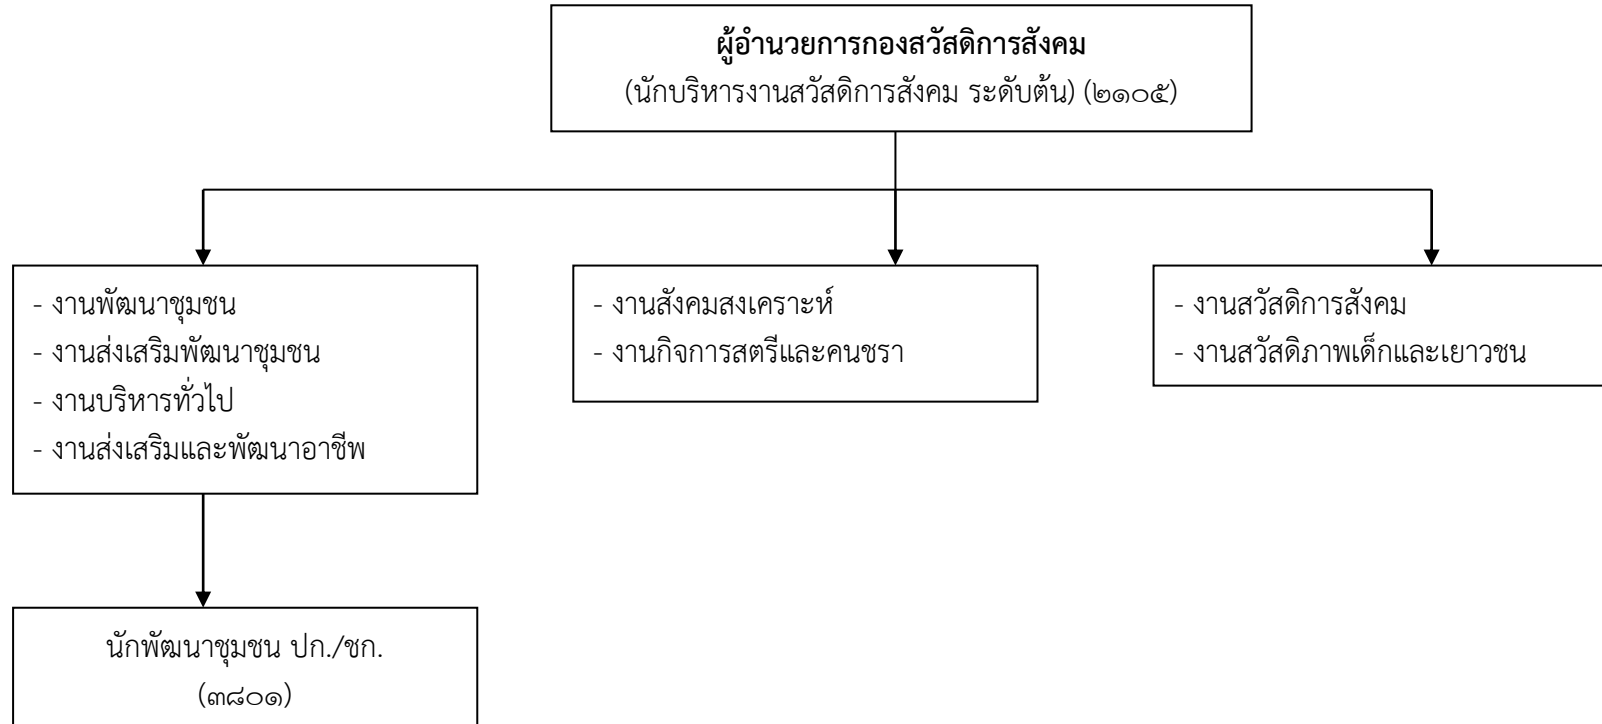 ผู้อำนวยการกองสวัสดิการสังคม
(นักบริหารงานสวัสดิการสังคม ระดับต้น) (๒๑๐๕)
- งานพัฒนาชุมชน
- งานส่งเสริมพัฒนาชุมชน
- งานบริหารทั่วไป
- งานส่งเสริมและพัฒนาอาชีพ
- งานสังคมสงเคราะห์
- งานกิจการสตรีและคนชรา
- งานสวัสดิการสังคม
- งานสวัสดิภาพเด็กและเยาวชน
นักพัฒนาชุมชน ปก./ชก.
(๓๘๐๑)